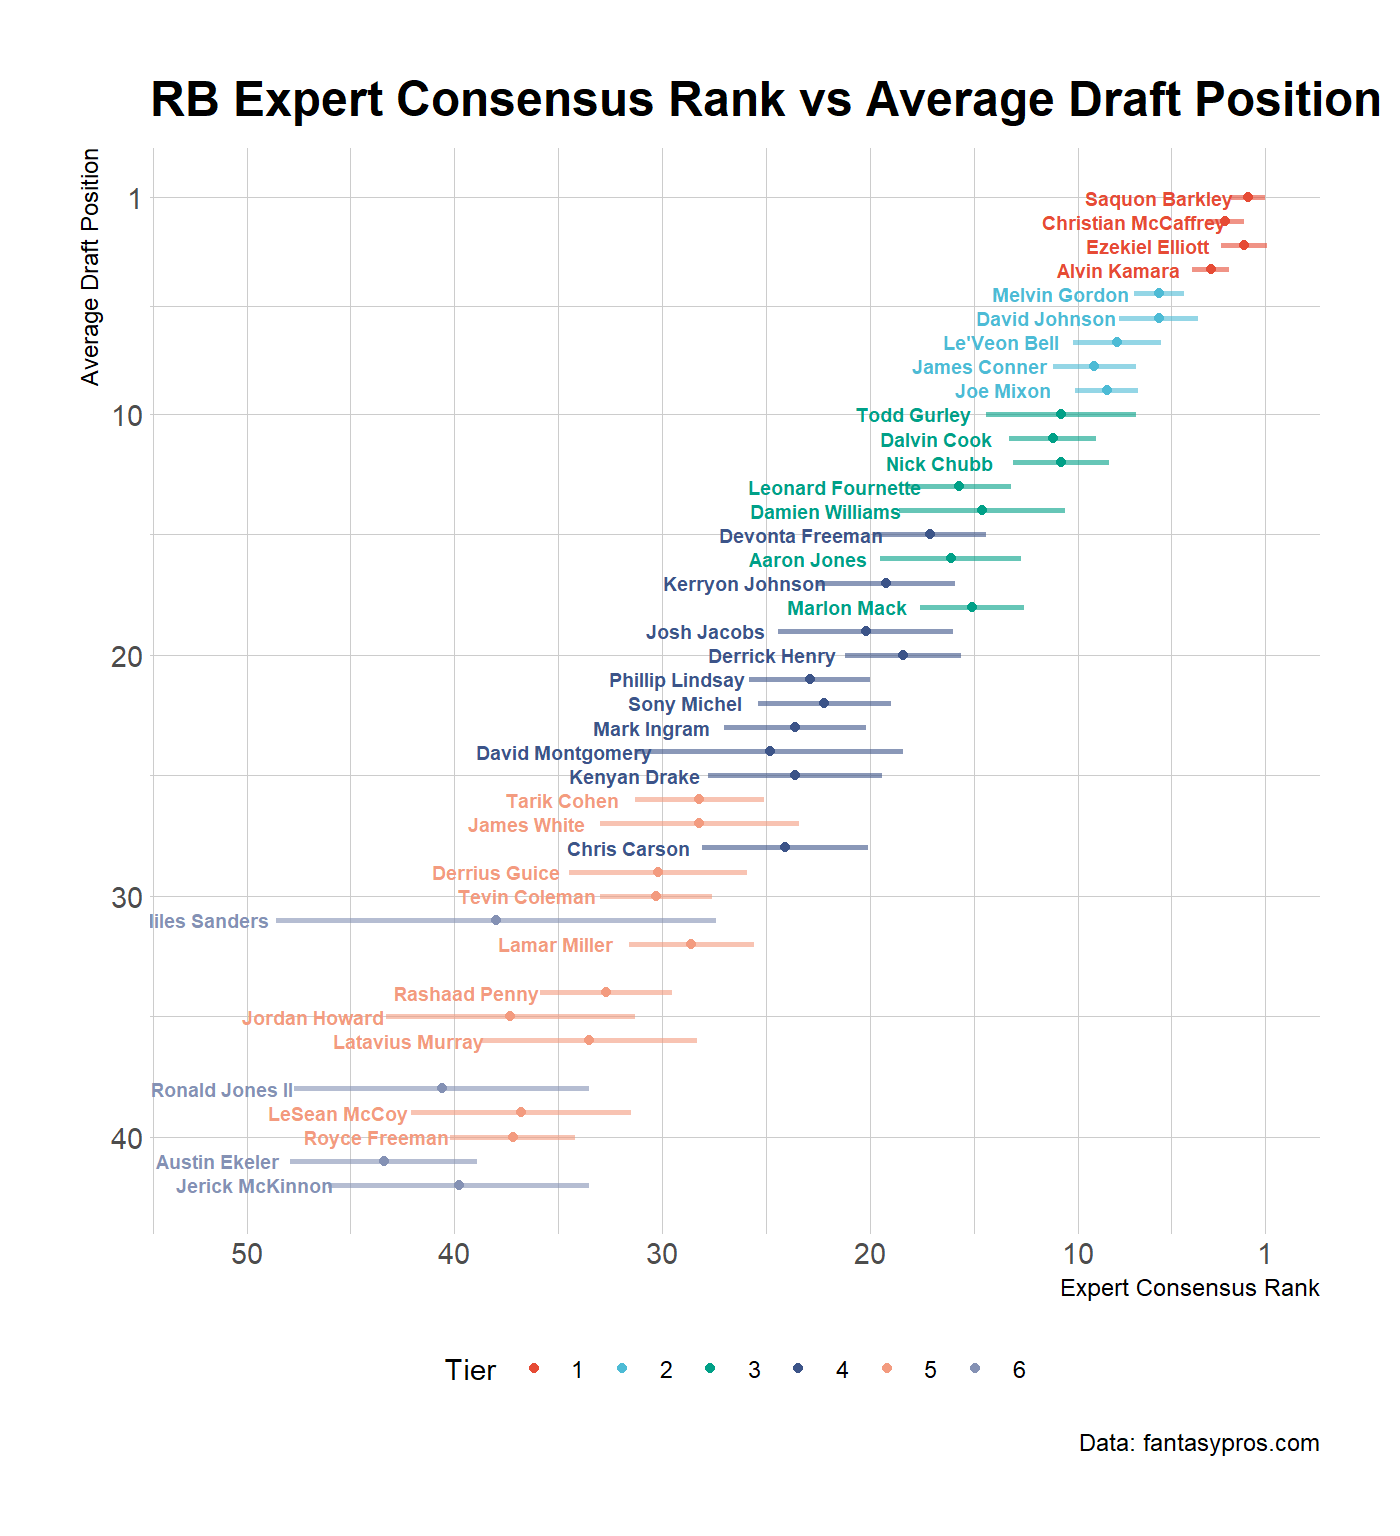 RB Expert Consensus Rank vs Average Draft Position
Average Draft Position
1
Saquon Barkley
Christian McCaffrey
Ezekiel Elliott
Alvin Kamara
Melvin Gordon
David Johnson
Le'Veon Bell
James Conner
Joe Mixon
10
Todd Gurley
Dalvin Cook
Nick Chubb
Leonard Fournette
Damien Williams
Devonta Freeman
Aaron Jones
Kerryon Johnson
Marlon Mack
Josh Jacobs
20
Derrick Henry
Phillip Lindsay
Sony Michel
Mark Ingram
David Montgomery
Kenyan Drake
Tarik Cohen
James White
Chris Carson
Derrius Guice
30
Tevin Coleman
iles Sanders
Lamar Miller
Rashaad Penny
Jordan Howard
Latavius Murray
Ronald Jones II
LeSean McCoy
40
Royce Freeman
Austin Ekeler
Jerick McKinnon
50 40 30 20 10 1
Expert Consensus Rank
Tier 1 2 3 4 5 6
Data: fantasypros.com